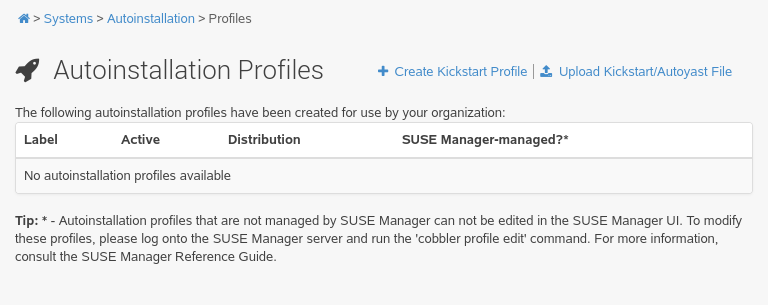 > Systems > Autoinstallation > Profiles
Autoinstallation Profiles
Create Kickstart Profile | Upload Kickstart/Autoyast File
The following autoinstallation profiles have been created for use by your organization:
Label Active Distribution SUSE Manager-managed?*
No autoinstallation profiles available
Tip: * - Autoinstallation profiles that are not managed by SUSE Manager can not be edited in the SUSE Manager UI. To modify
these profiles, please log onto the SUSE Manager server and run the 'cobbler profile edit' command. For more information,
consult the SUSE Manager Reference Guide.